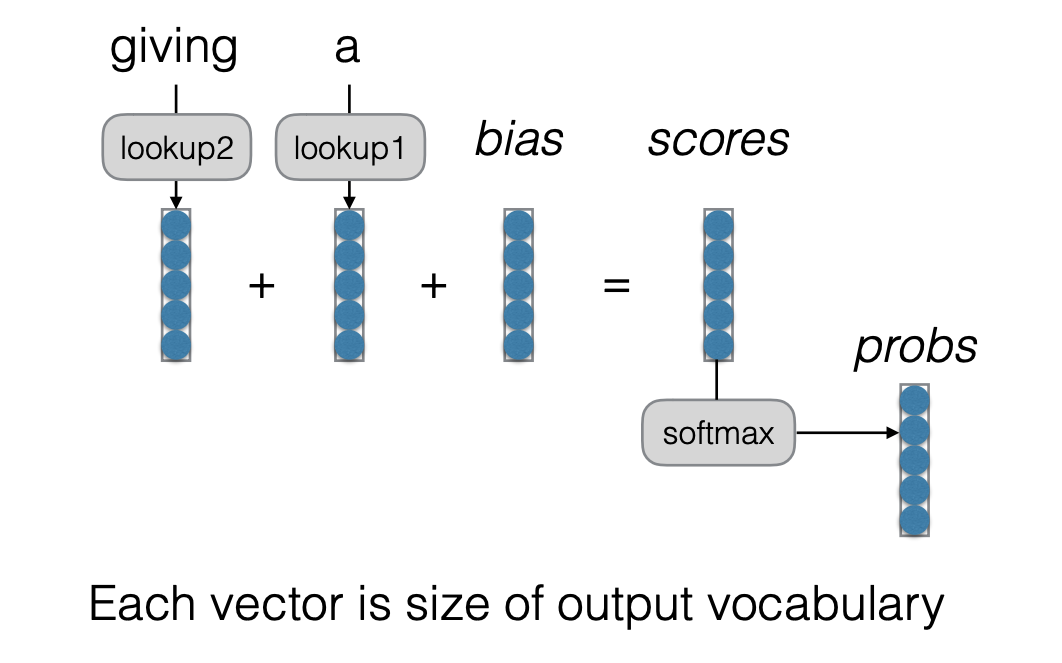 giving a
lookup2 lookup1 bias scores
+ + =
probs
softmax
Each vector is size of output vocabulary